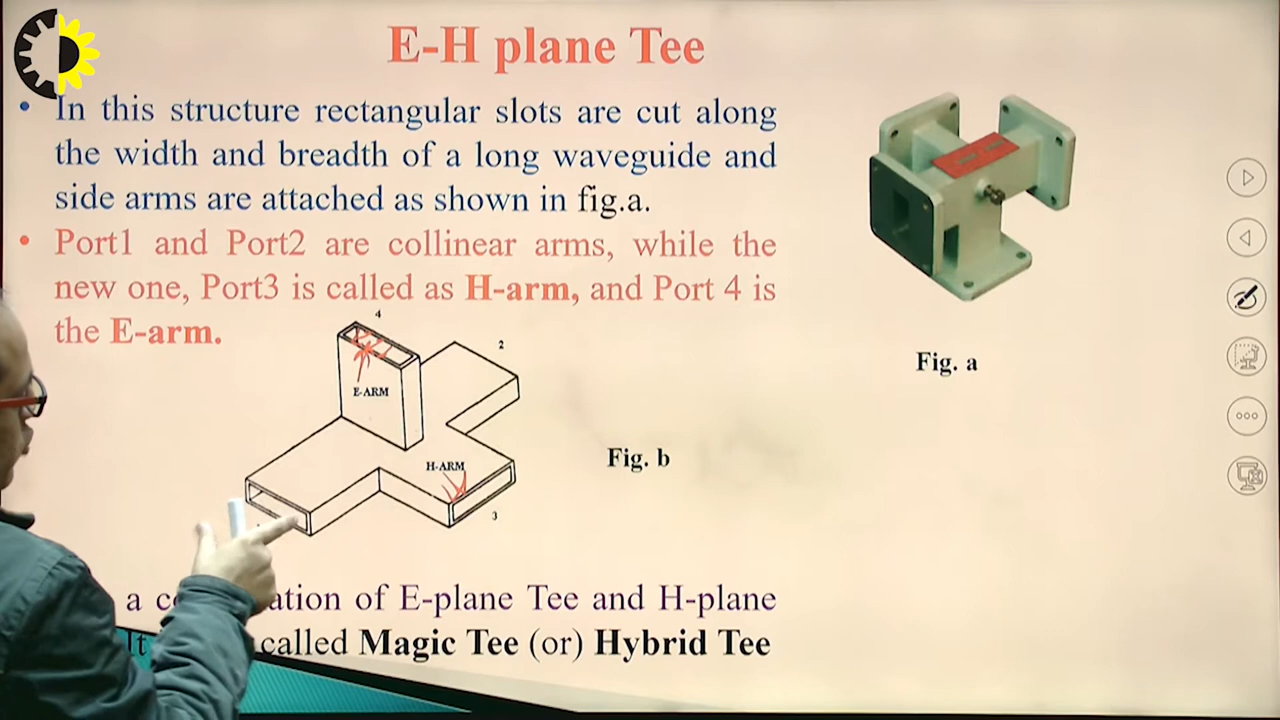 E-H plane Tee
• In this structure rectangular slots are cut along
the width and breadth of a long waveguide and
side arms are attached as shown in fig.a.
• Port1 and Port2 are collinear arms, while the
new one, Port3 is called as H-arm, and Port 4 is
the E-arm.
4
2
E-ARM
H-ARM
3
Fig. a
Fig. b
a ation of E-plane Tee and H-plane
It called Magic Tee (or) Hybrid Tee